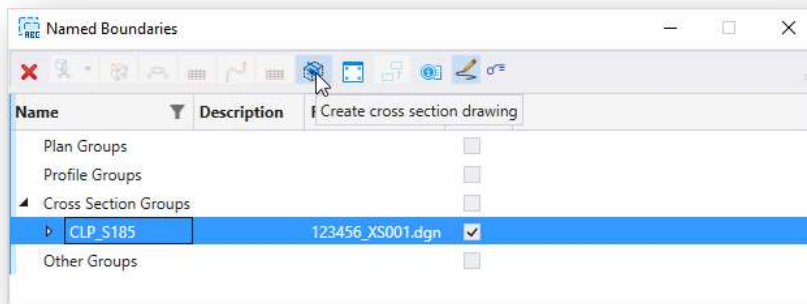 Named Boundaries
Name Description F
Create cross section drawing
Plan Groups
Profile Groups
Cross Section Groups
CLP_S185 123456_XS001.dgn
Other Groups